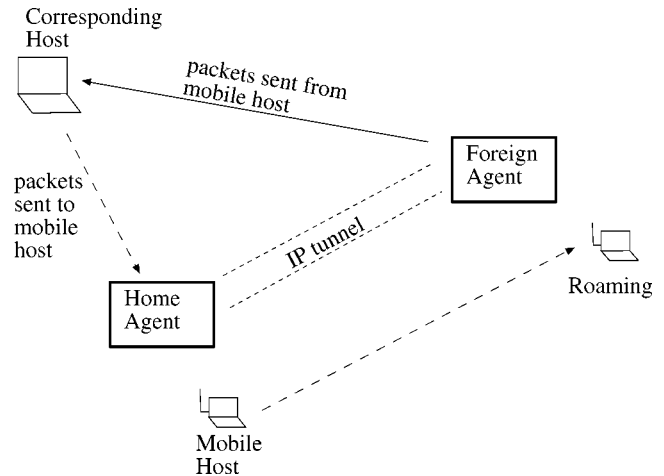 Corresponding
Host
packets sent from
mobile host
Foreign
Agent
packets
sent to
mobile
host
IP tunnel
Roaming
Home
Agent
Mobile
Host